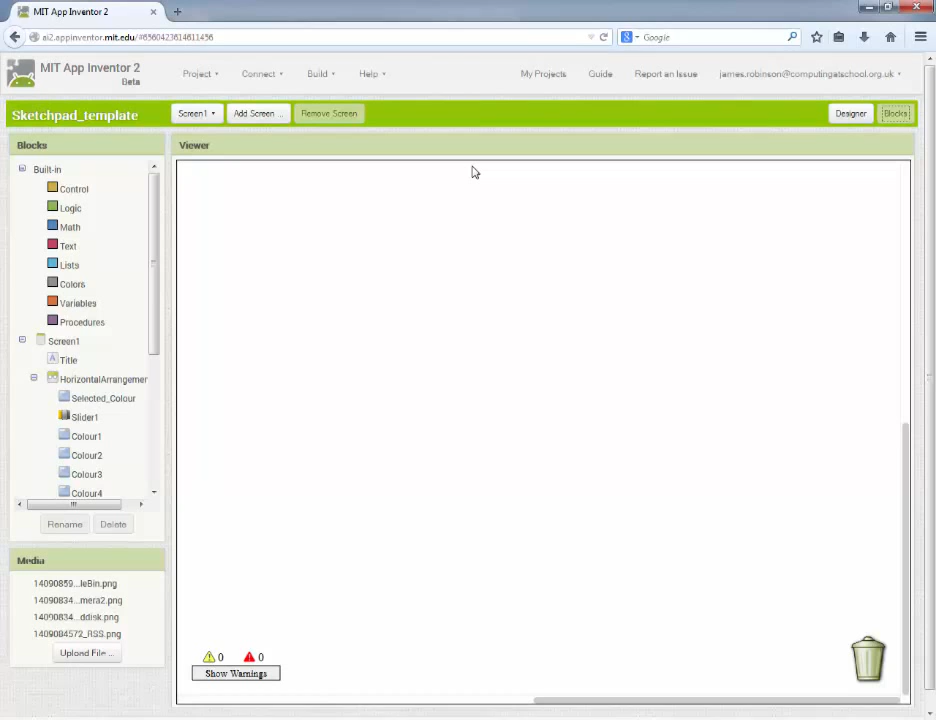 MIT App Inventor 2
ai2.appinventor.mit.edu/#6560423614611456
Google
MIT App Inventor 2
Beta
Project
Connect
Build
Help
My Projects
Guide
Report an Issue
james.robinson@computingatschool.org.uk
Sketchpad_template
Screen1
Add Screen ...
Remove Screen
Designer
Blocks
Blocks
Viewer
Built-in
Control
Logic
Math
Text
Lists
Colors
Variables
Procedures
Screen1
A Title
HorizontalArrangemer
Selected_Colour
Slider1
Colour1
Colour2
Colour3
Colour4
Rename
Delete
Media
14090859...leBin.png
14090834...mera2.png
14090834...ddisk.png
1409084572_RSS.png
Upload File ...
0
0
Show Warnings